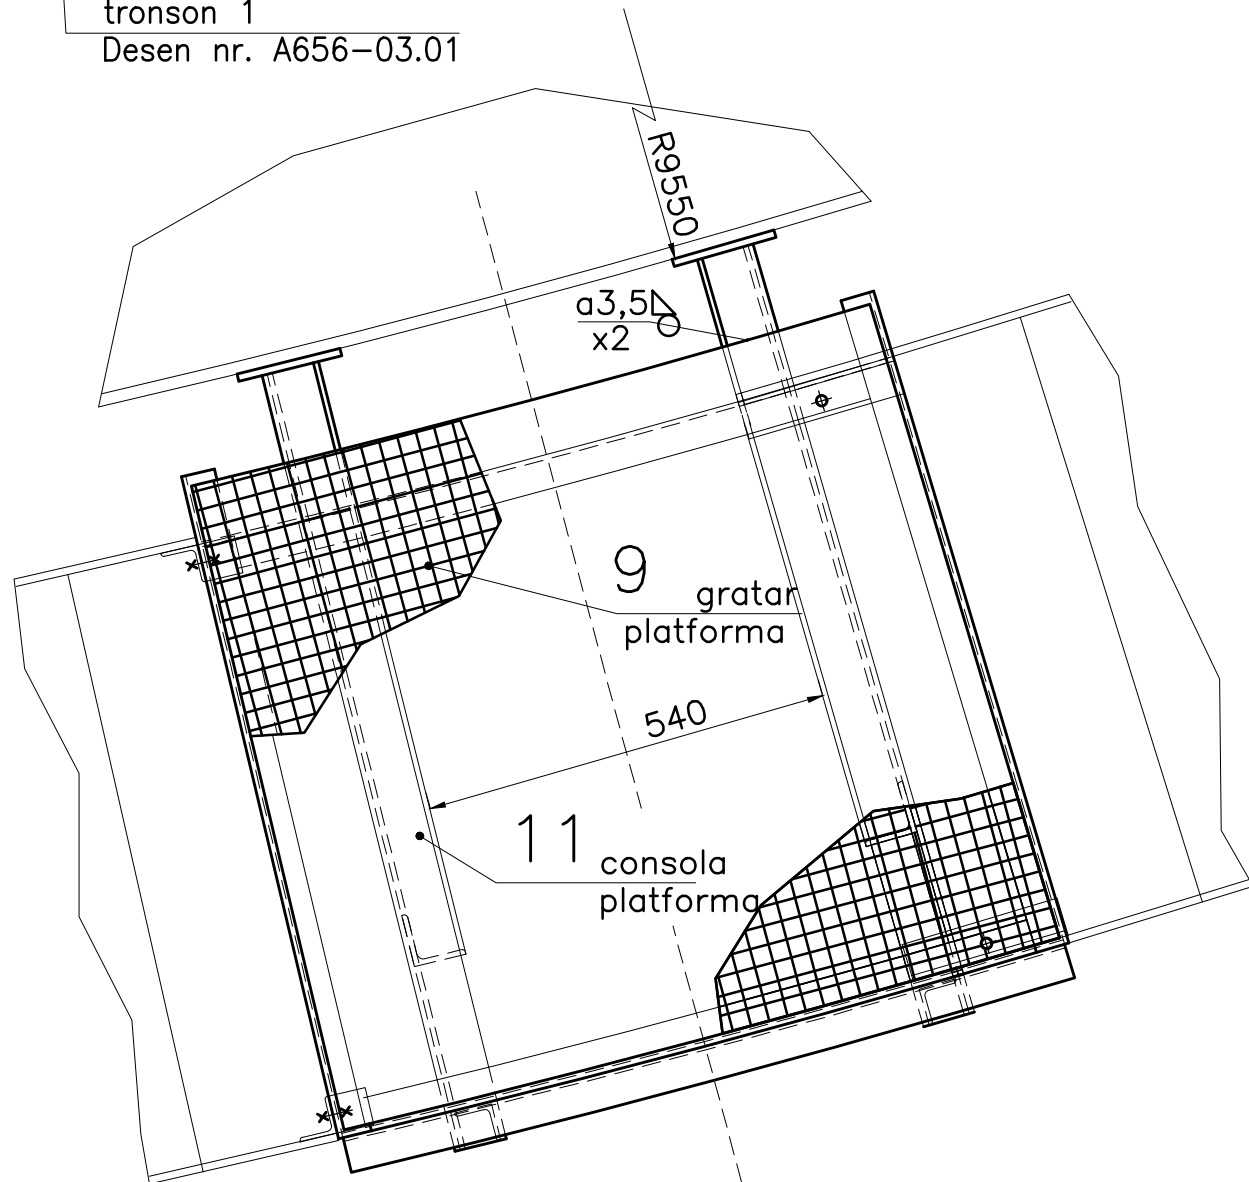 tronson 1
Desen nr. A656-03.01
R9550
a3,5
x2
9
gratar
platforma
540
11
consola
platforma